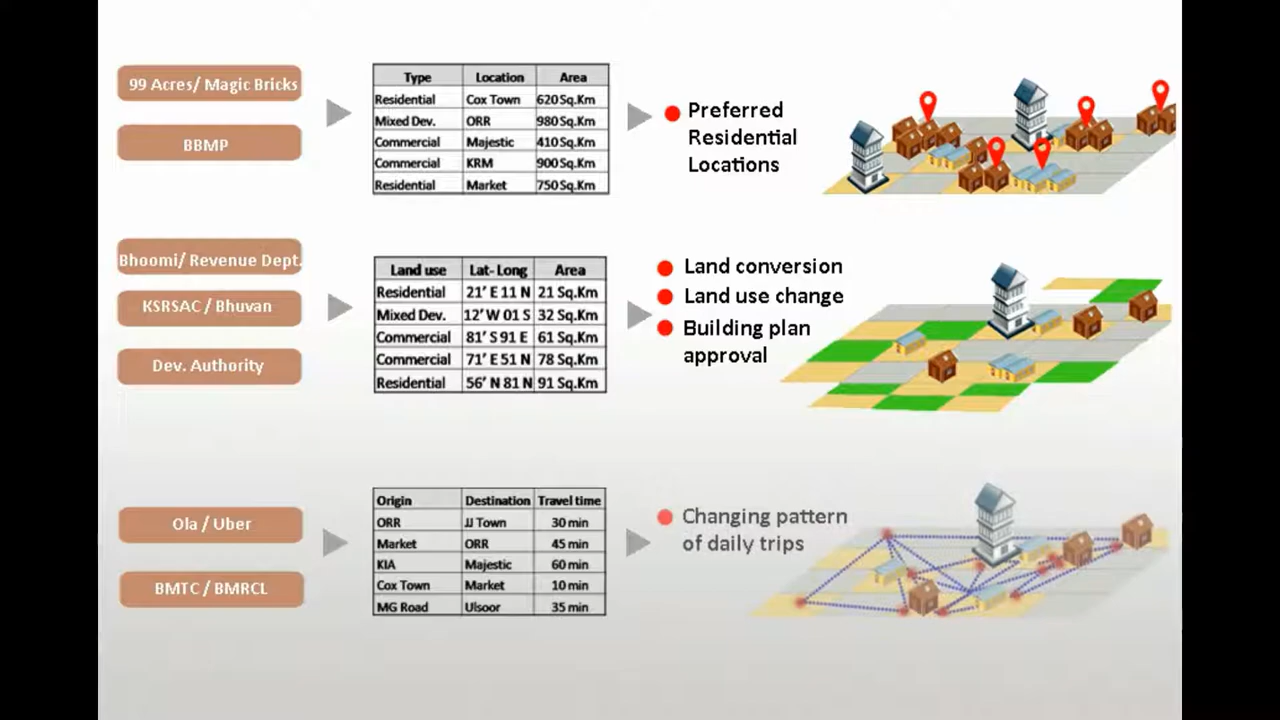 99 Acres/ Magic Bricks
BBMP
Type Location Area
Residential Cox Town 620 Sq.Km
Mixed Dev. ORR 980 Sq.Km
Commercial Majestic 410 Sq.Km
Commercial KRM 900 Sq.Km
Residential Market 750 Sq.Km
Preferred
Residential
Locations
Bhoomi/ Revenue Dept.
KSRSAC / Bhuvan
Dev. Authority
Land use Lat- Long Area
Residential 21’ E 11 N 21 Sq.Km
Mixed Dev. 12’ W 01 S 32 Sq.Km
Commercial 81’ S 91 E 61 Sq.Km
Commercial 71’ E 51 N 78 Sq.Km
Residential 56’ N 81 N 91 Sq.Km
Land conversion
Land use change
Building plan
approval
Ola / Uber
BMTC / BMRCL
Origin Destination Travel time
ORR JJ Town 30 min
Market ORR 45 min
KIA Majestic 60 min
Cox Town Market 10 min
MG Road Ulsoor 35 min
Changing pattern
of daily trips